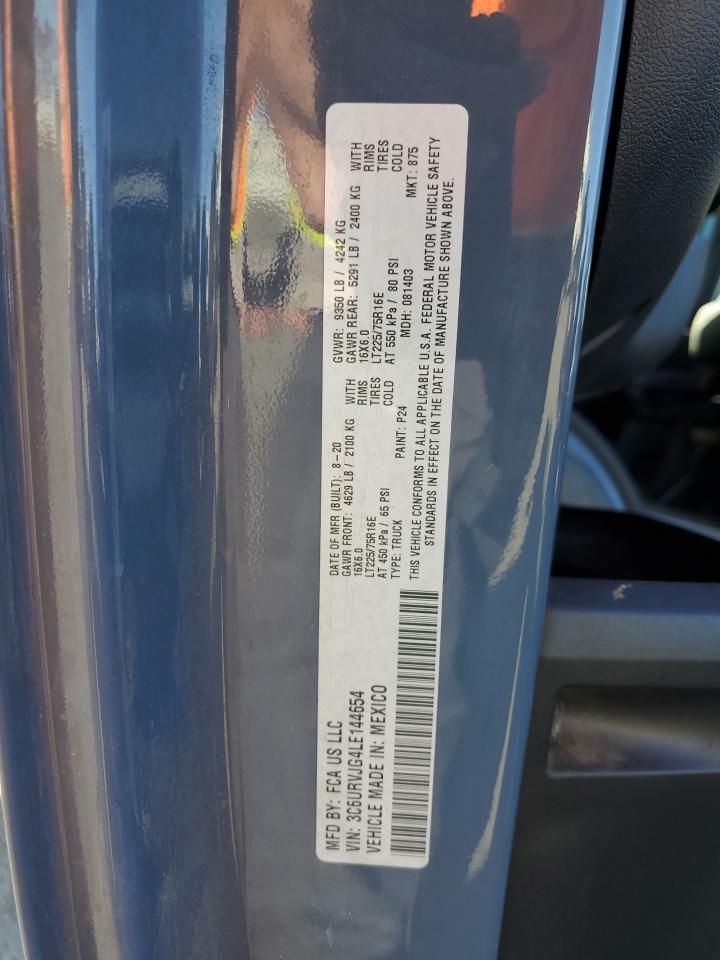 MFD BY: FCA US LLC
VIN: 3C6URVJG4LE144654
VEHICLE MADE IN: MEXICO
DATE OF MFR (BUILT): 8-20 GVWR: 9350 LB / 4242 KG
GAWR FRONT: 4629 LB / 2100 KG WITH GAWR REAR: 5291 LB / 2400 KG WITH
16X6.0 RIMS 16X6.0 RIMS
LT225/75R16E TIRES LT225/75R16E TIRES
AT 450 kPa / 65 PSI COLD AT 550 kPa / 80 PSI COLD
TYPE: TRUCK PAINT: P24 MDH: 081403 MKT: 875
THIS VEHICLE CONFORMS TO ALL APPLICABLE U.S.A. FEDERAL MOTOR VEHICLE SAFETY
STANDARDS IN EFFECT ON THE DATE OF MANUFACTURE SHOWN ABOVE.